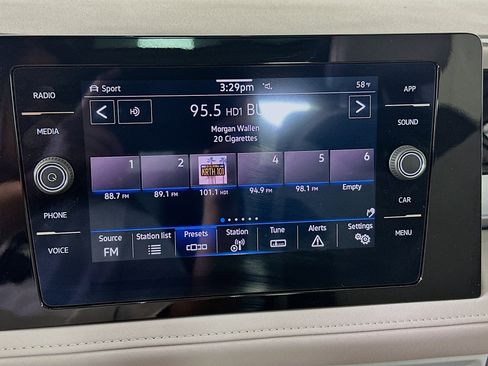 RADIO
MEDIA
PHONE
VOICE
Sport
3:29pm
58°F
95.5 HD1
Morgan Wallen
20 Cigarettes
1 2 4 5 6
KRTH 101
88.7 FM 89.1 FM 101.1 HD1 94.9 FM 98.1 FM Empty
Source Station list Presets Station Tune Alerts Settings
FM
APP
SOUND
CAR
MENU